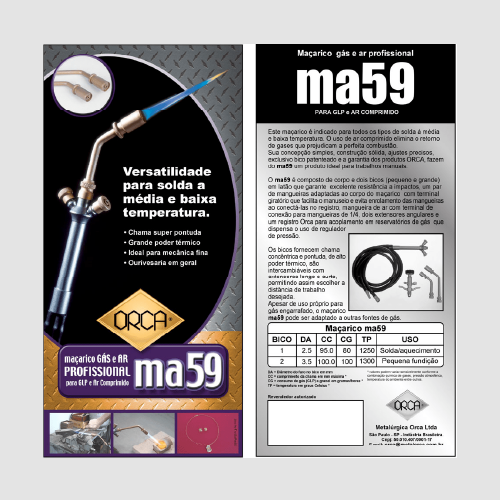 Versatilidade
para solda a
média e baixa
temperatura.
• Chama super pontuda
• Grande poder térmico
• Ideal para mecânica fina
• Ourivesaria em geral
ORCA®
maçarico GÁS e AR
PROFISSIONAL
para GLP e Ar Comprimido
ma59
Maçarico gás e ar profissional
ma59
PARA GLP e AR COMPRIMIDO
Este maçarico é indicado para todos os tipos de solda à média
e baixa temperatura. O uso de ar comprimido elimina o retorno
de gases que prejudicam a perfeita combustão.
Sua concepção simples, construção sólida, ajustes precisos,
exclusivo bico patenteado e a garantia dos produtos ORCA, fazem
do ma59 um produto ideal para trabalhos manuais.
O ma59 é composto de corpo e dois bicos (pequeno e grande)
em latão que garante excelente resistência a impactos, um par
de mangueiras adaptadas ao corpo do maçarico com terminal
giratório que facilita o manuseio e evita enrolamento das mangueiras
ao conectá-las no registro, mangueira de ar com terminal de
conexão para mangueiras de 1/4, dois extensores angulares e
um registro Orca para acoplamento em reservatórios de gás que
dispensa o uso de regulador
de pressão.
Os bicos fornecem chama
concêntrica e pontuda, de alto
poder térmico, são
intercambiáveis com
extensores longo e curto,
permitindo assim escolher a
distância de trabalho
desejada.
Apesar de uso próprio para
gás engarrafado, o maçarico
ma59 pode ser adaptado a outras fontes de gás.
Maçarico ma59
BICO DA CC CG TP USO
1 2.5 95.0 80 1250 Solda/aquecimento
2 3.5 100.0 100 1300 Pequena fundição
Revendedor autorizado
ORCA®
Metalúrgica Orca Ltda
São Paulo - SP - Indústria Brasileira